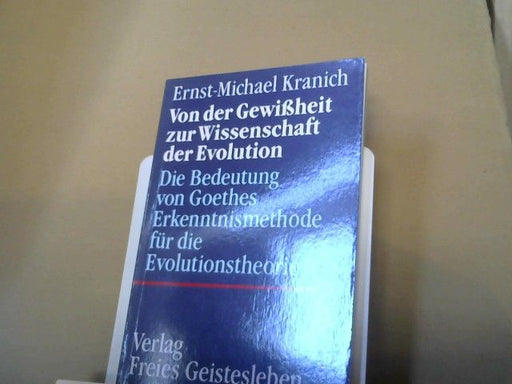 Ernst-Michael Kranich
Von der Gewißheit
zur Wissenschaft
der Evolution
Die Bedeutung
von Goethes
Erkenntnismethode
für die
Evolutionstheorie
Verlag
Freies Geistesleben